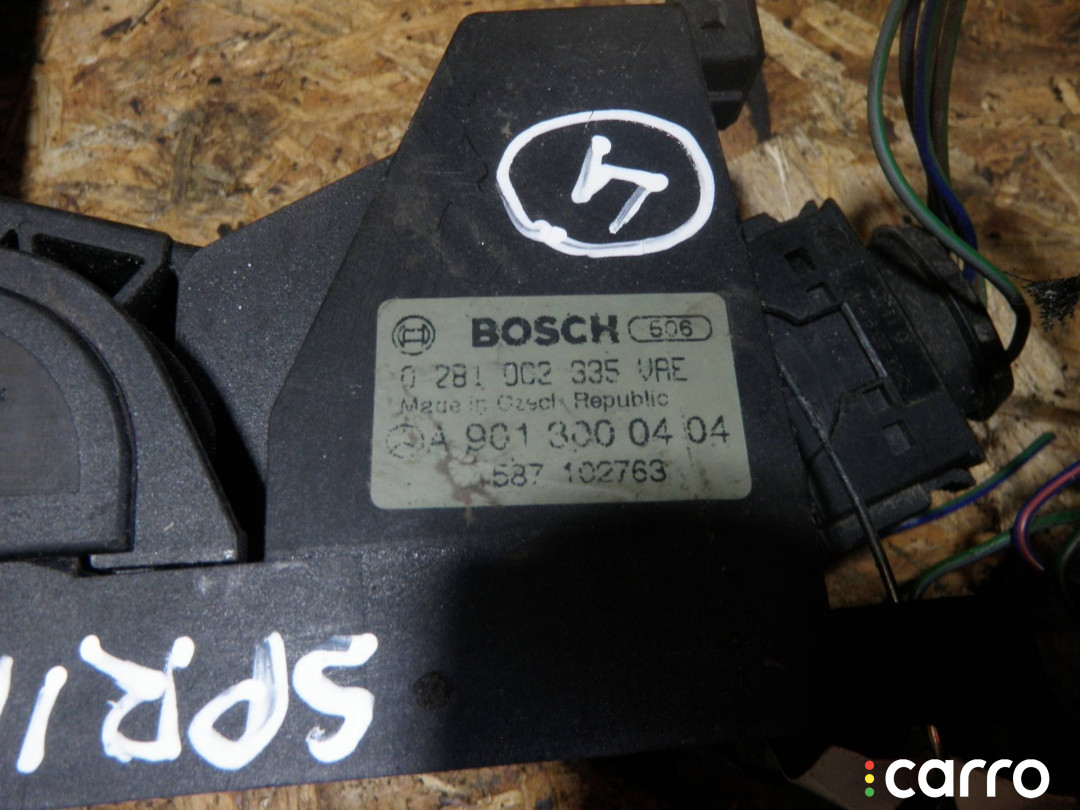 4
BOSCH 506
0 281 002 335 VAE
Made in Czech Republic
A 901 300 04 04
587 102763
SPRI
carro